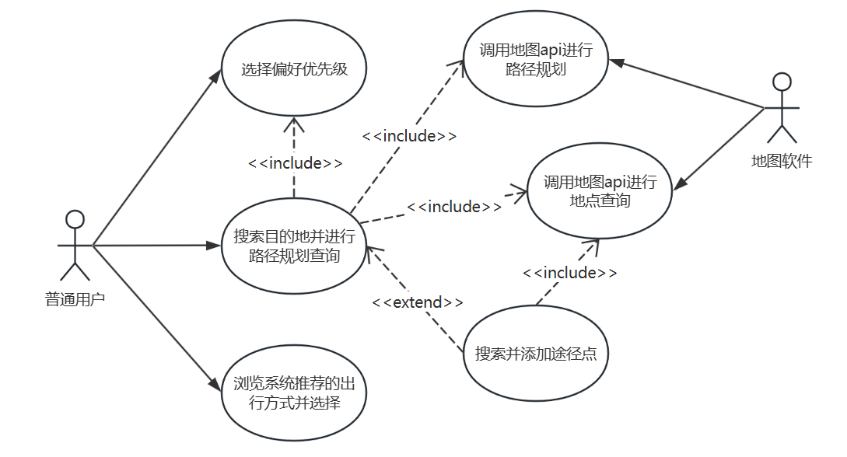 选择偏好优先级
调用地图api进行
路径规划
地图软件
<<include>>
<<include>>
调用地图api进行
地点查询
<<include>>
搜索目的地并进行
路径规划查询
普通用户
<<include>>
<<extend>>
搜索并添加途径点
浏览系统推荐的出
行方式并选择